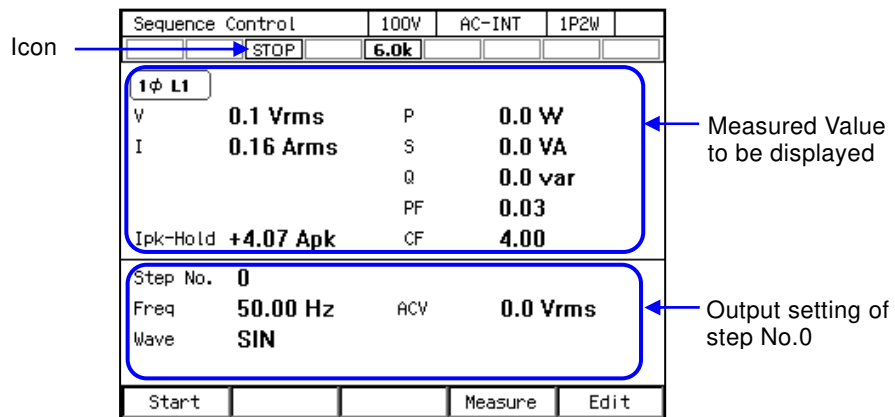 Sequence Control 100V AC-INT 1P2W
Icon STOP 6.0k
1ϕ L1
V 0.1 Vrms P 0.0 W
I 0.16 Arms S 0.0 VA
Q 0.0 var
PF 0.03
Ipk-Hold +4.07 Apk CF 4.00
Measured Value
to be displayed
Step No. 0
Freq 50.00 Hz ACV 0.0 Vrms
Wave SIN
Output setting of
step No.0
Start Measure Edit